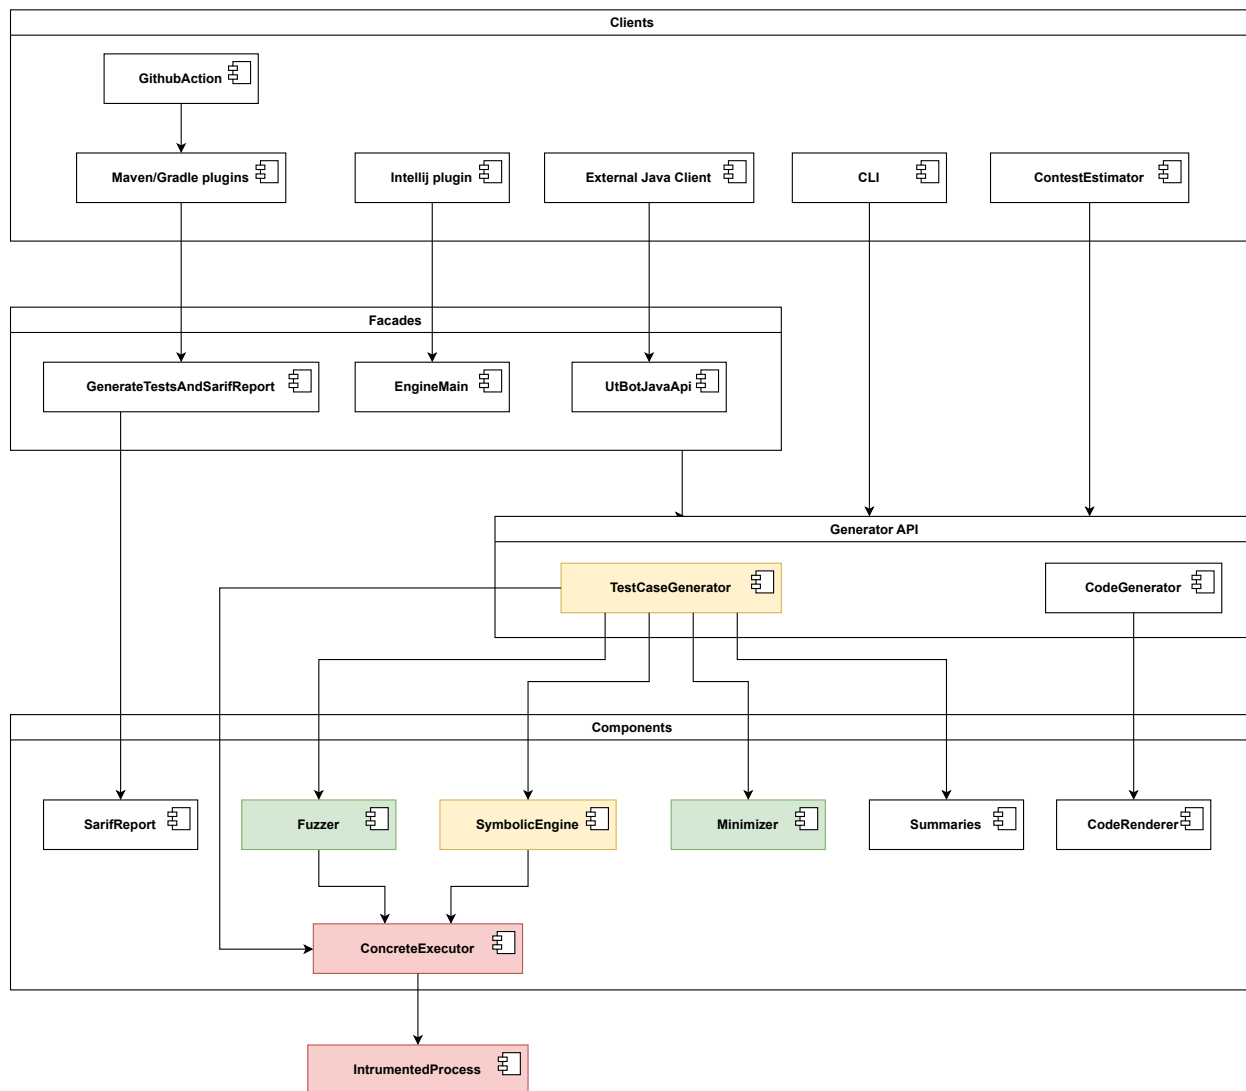 Clients
GithubAction
Maven/Gradle plugins
Intellij plugin
External Java Client
CLI
ContestEstimator
Facades
GenerateTestsAndSarifReport
EngineMain
UtBotJavaApi
Generator API
TestCaseGenerator
CodeGenerator
Components
SarifReport
Fuzzer
SymbolicEngine
Minimizer
Summaries
CodeRenderer
ConcreteExecutor
IntrumentedProcess